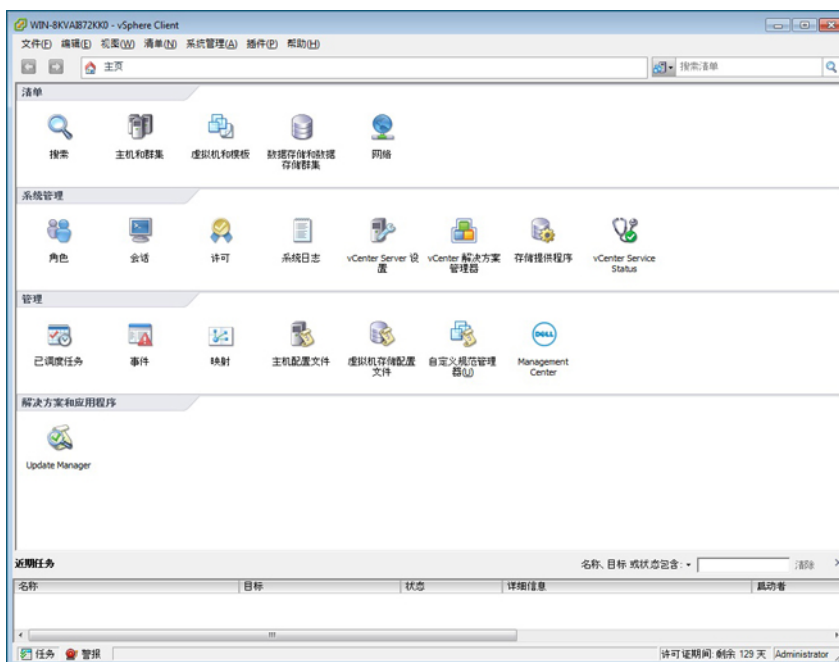 WIN-8KVAIB72KK0 - vSphere Client
文件(F) 编辑(E) 视图(W) 清单(N) 系统管理(A) 插件(P) 帮助(H)
主页 搜索清单
清单
搜索 主机和群集 虚拟机和模板 数据存储和数据 网络
存储群集
系统管理
角色 会话 许可 系统日志 vCenter Server 设 vCenter 解决方案 存储提供程序 vCenter Service
置 管理器 Status
管理
DELL
已调度任务 事件 映射 主机配置文件 虚拟机存储配置 自定义规范管理 Management
文件 器(U) Center
解决方案和应用程序
Update Manager
近期任务 名称、目标 或状态包含: 清除 ×
名称 目标 状态 详细信息 启动者
任务 警报 许可证期间: 剩余 129 天 Administrator